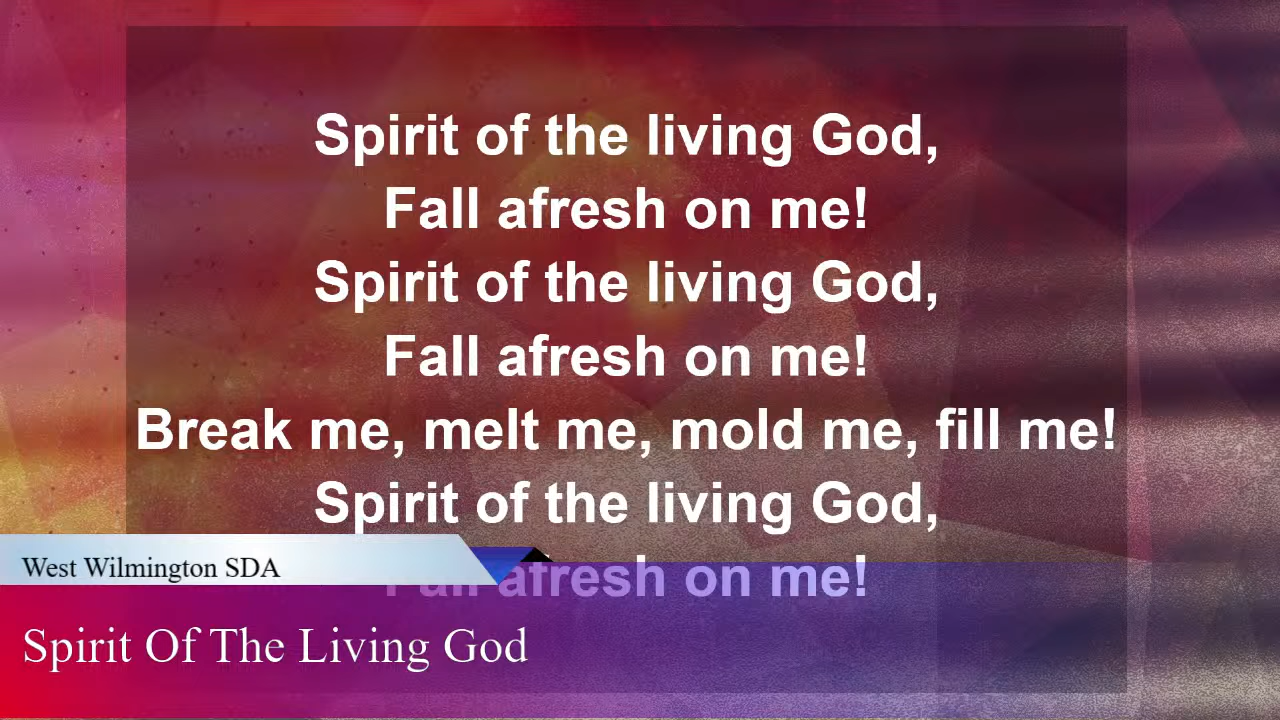 Spirit of the living God,
Fall afresh on me!
Spirit of the living God,
Fall afresh on me!
Break me, melt me, mold me, fill me!
Spirit of the living God,
Fall afresh on me!
West Wilmington SDA
Spirit Of The Living God